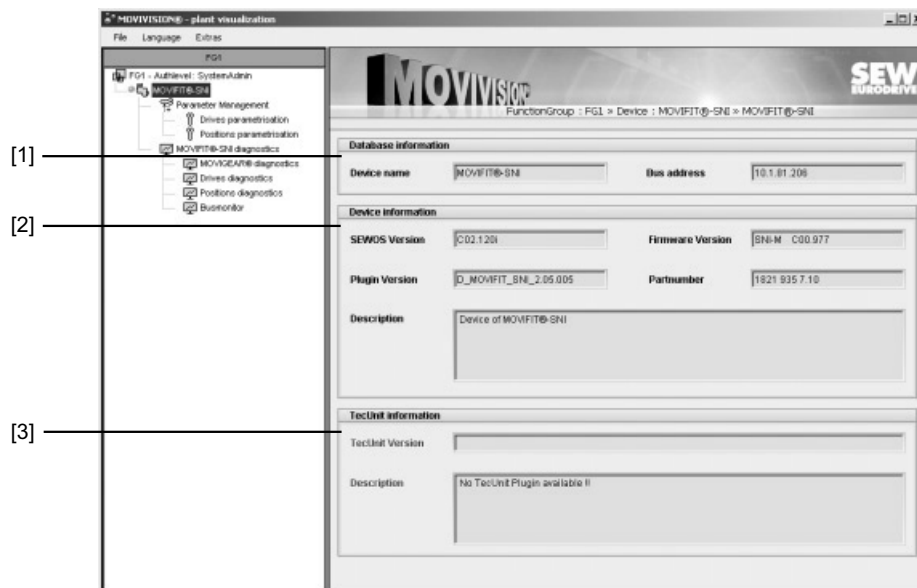 MOVIVISION® - plant visualization
File Language Extras
FG1
FG1 - Authlevel: SystemAdmin
MOVIFIT®-SNI
Parameter Management
Drives parametrisation
Positions parametrisation
MOVIFIT®-SNI diagnostics
MOVIGEAR® diagnostics
Drives diagnostics
Positions diagnostics
Busmonitor
MOVIVISION
SEW
EURODRIVE
FunctionGroup : FG1 » Device : MOVIFIT®-SNI » MOVIFIT®-SNI
[1]
Database information
Device name MOVIFIT®-SNI Bus address 10.1.81.206
[2]
Device information
SEWOS Version C02.120i Firmware Version SNI-M C00.977
Plugin Version D_MOVIFIT_SNI_2.05.005 Partnumber 1821 935 7.10
Description Device of MOVIFIT®-SNI
[3]
TecUnit information
TecUnit Version
Description No TecUnit Plugin available !!